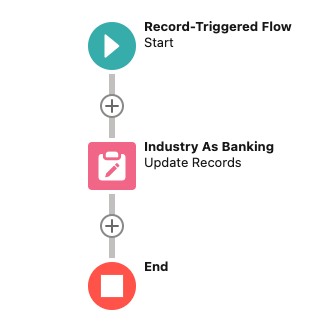 Record-Triggered Flow
Start
Industry As Banking
Update Records
End